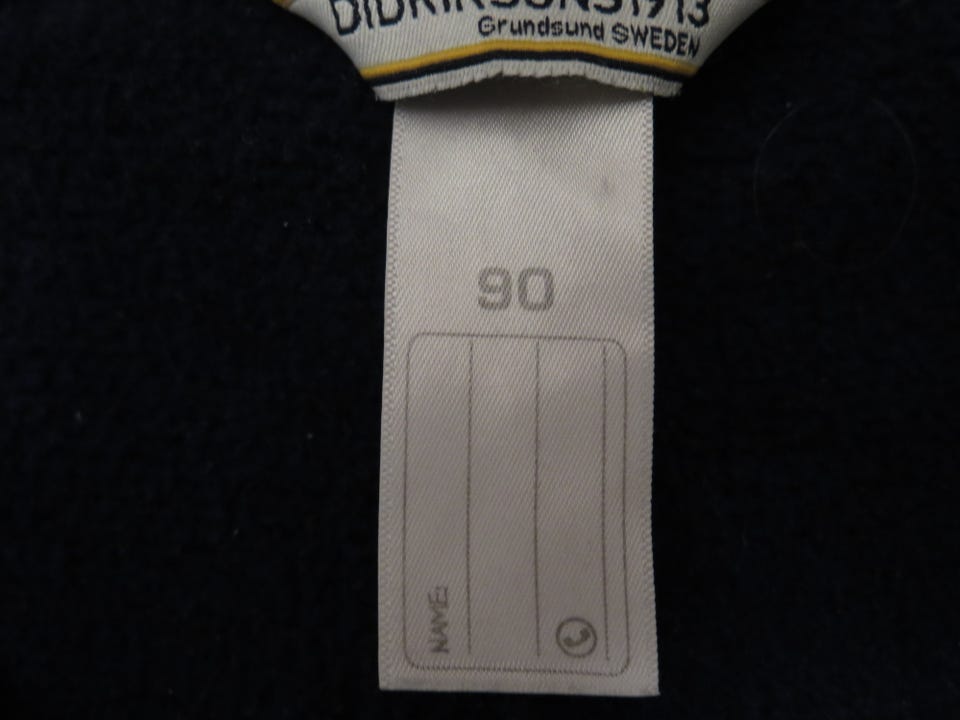 DIDRIKSONS1913
Grundsund SWEDEN
90
NAME: